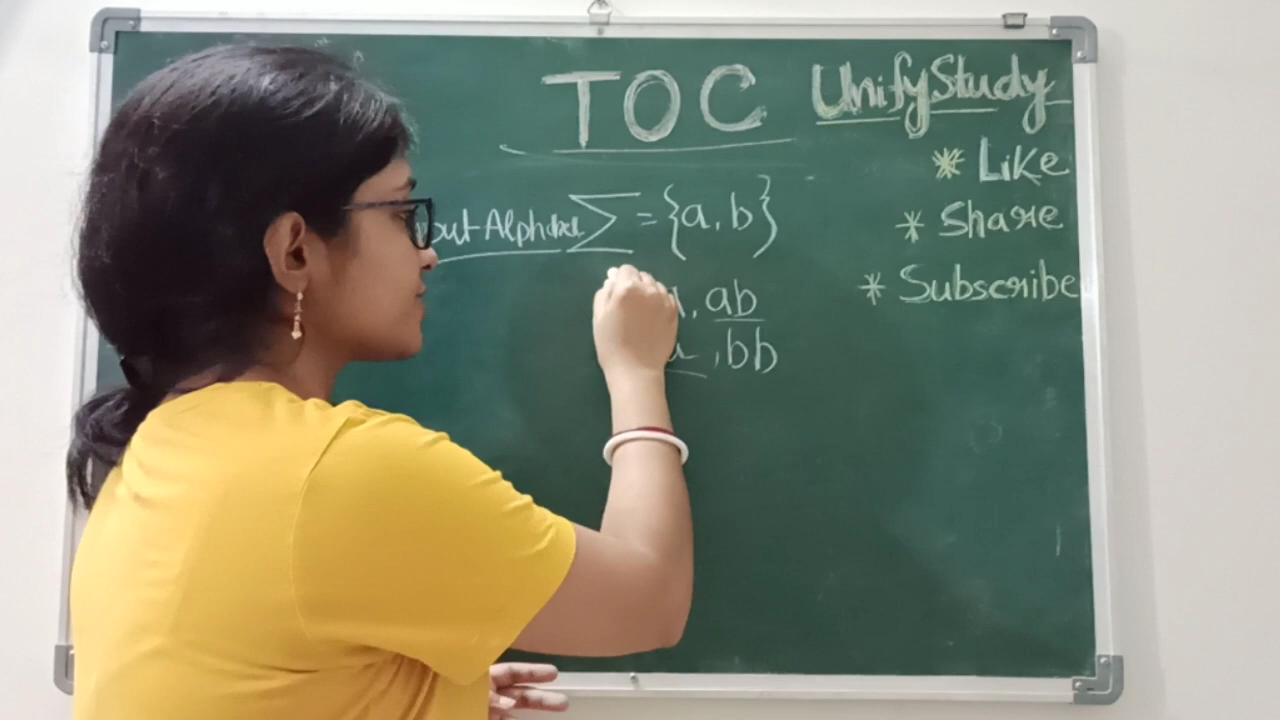 TOC
UnifyStudy
* Like
* Share
* Subscribe
Alphabet Σ = {a, b}
, ab
, bb